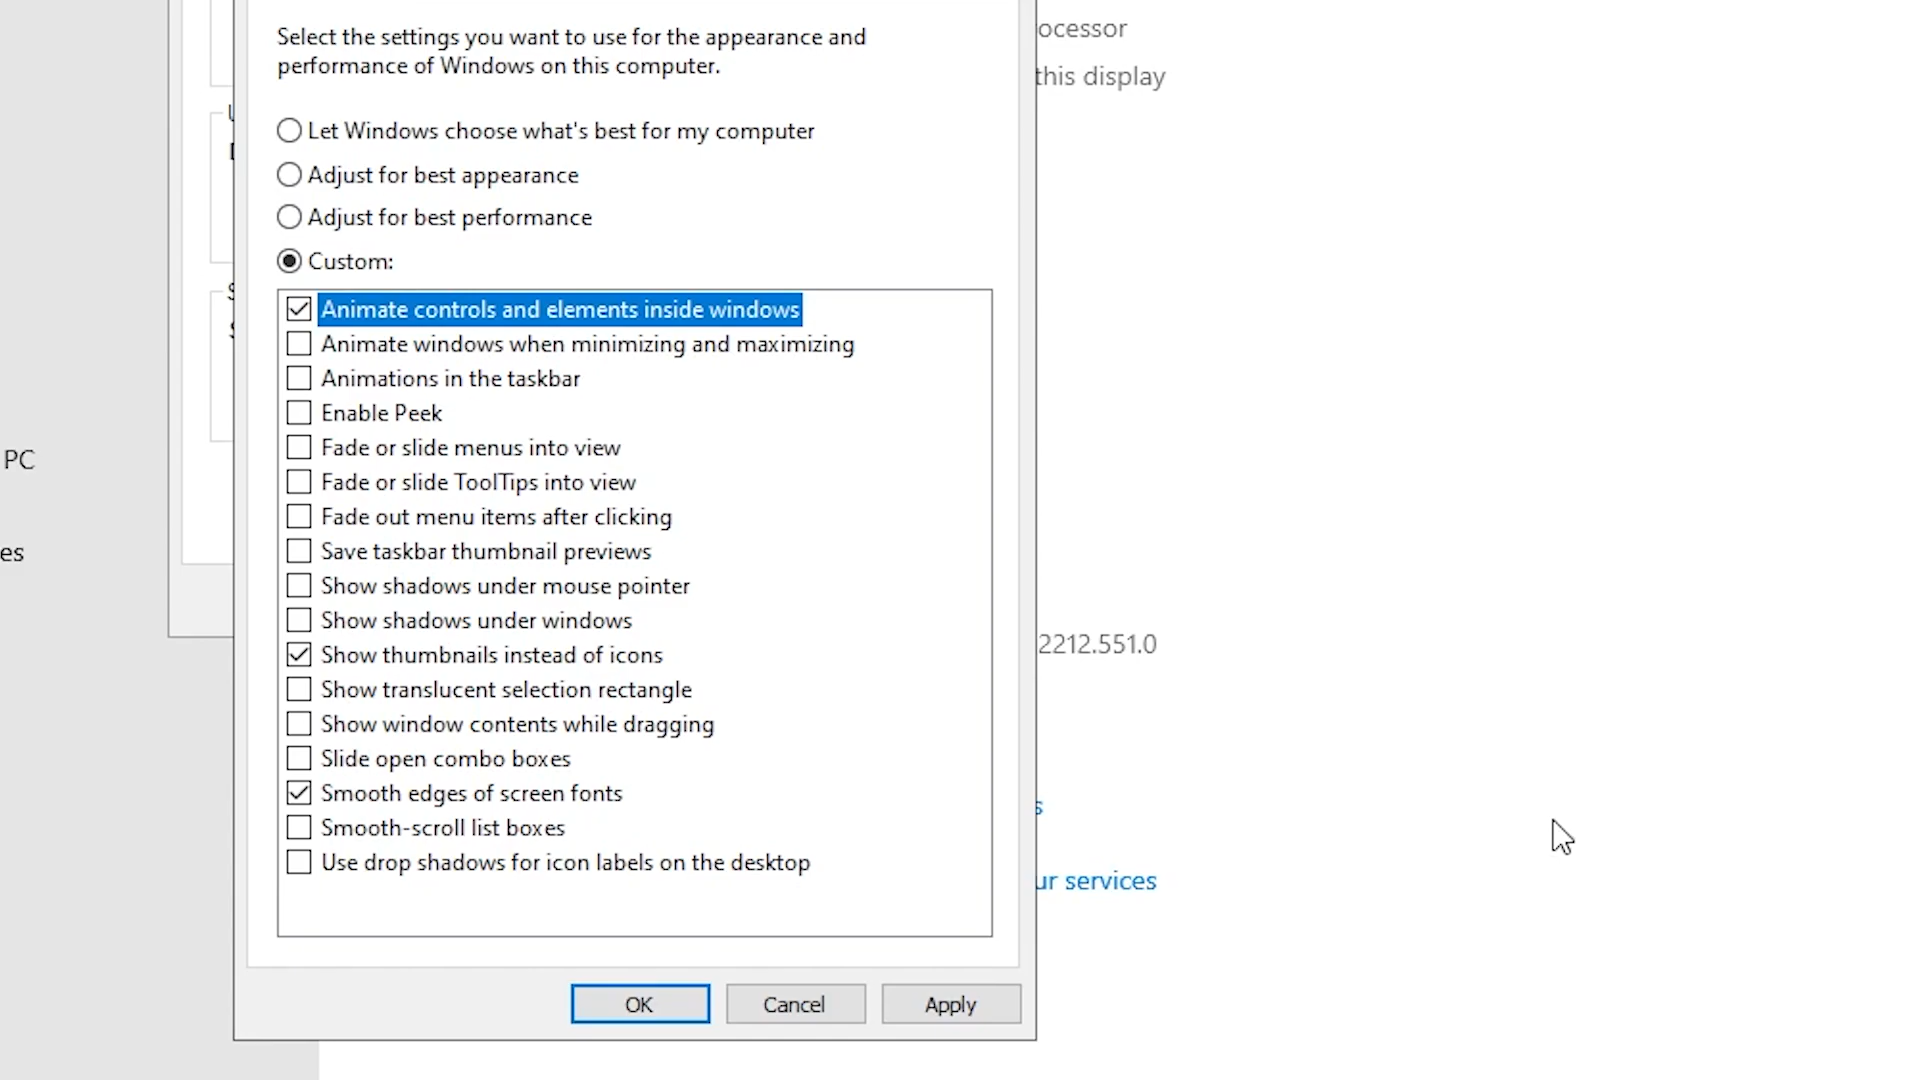 Select the settings you want to use for the appearance and
performance of Windows on this computer.
Let Windows choose what's best for my computer
Adjust for best appearance
Adjust for best performance
Custom:
Animate controls and elements inside windows
Animate windows when minimizing and maximizing
Animations in the taskbar
Enable Peek
Fade or slide menus into view
Fade or slide ToolTips into view
Fade out menu items after clicking
Save taskbar thumbnail previews
Show shadows under mouse pointer
Show shadows under windows
Show thumbnails instead of icons
Show translucent selection rectangle
Show window contents while dragging
Slide open combo boxes
Smooth edges of screen fonts
Smooth-scroll list boxes
Use drop shadows for icon labels on the desktop
OK
Cancel
Apply
PC
es
ocessor
this display
2212.551.0
s
ur services